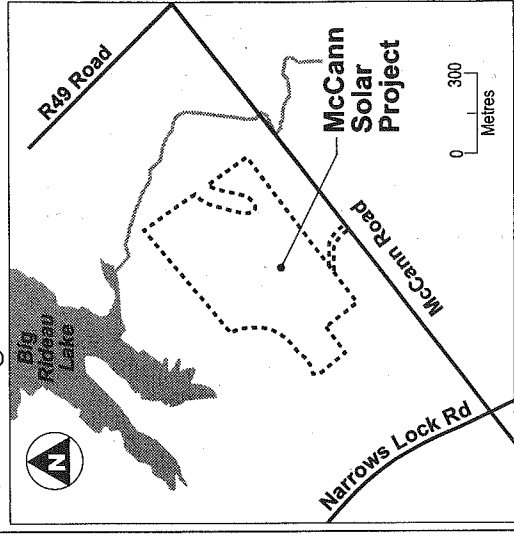 R49 Road
Big
Rideau
Lake
N
McCann
Solar
Project
McCann Road
Narrows Lock Rd
0 300
Metres